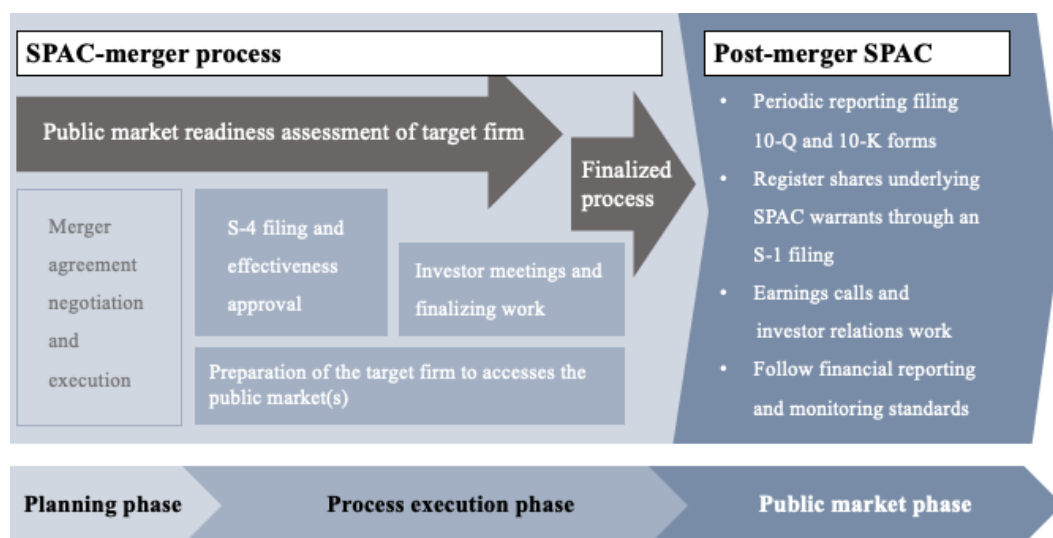 SPAC-merger process
Public market readiness assessment of target firm
Finalized
process
Merger
agreement
negotiation
and
execution
S-4 filing and
effectiveness
approval
Investor meetings and
finalizing work
Preparation of the target firm to accesses the
public market(s)
Post-merger SPAC
• Periodic reporting filing
10-Q and 10-K forms
• Register shares underlying
SPAC warrants through an
S-1 filing
• Earnings calls and
investor relations work
• Follow financial reporting
and monitoring standards
Planning phase
Process execution phase
Public market phase